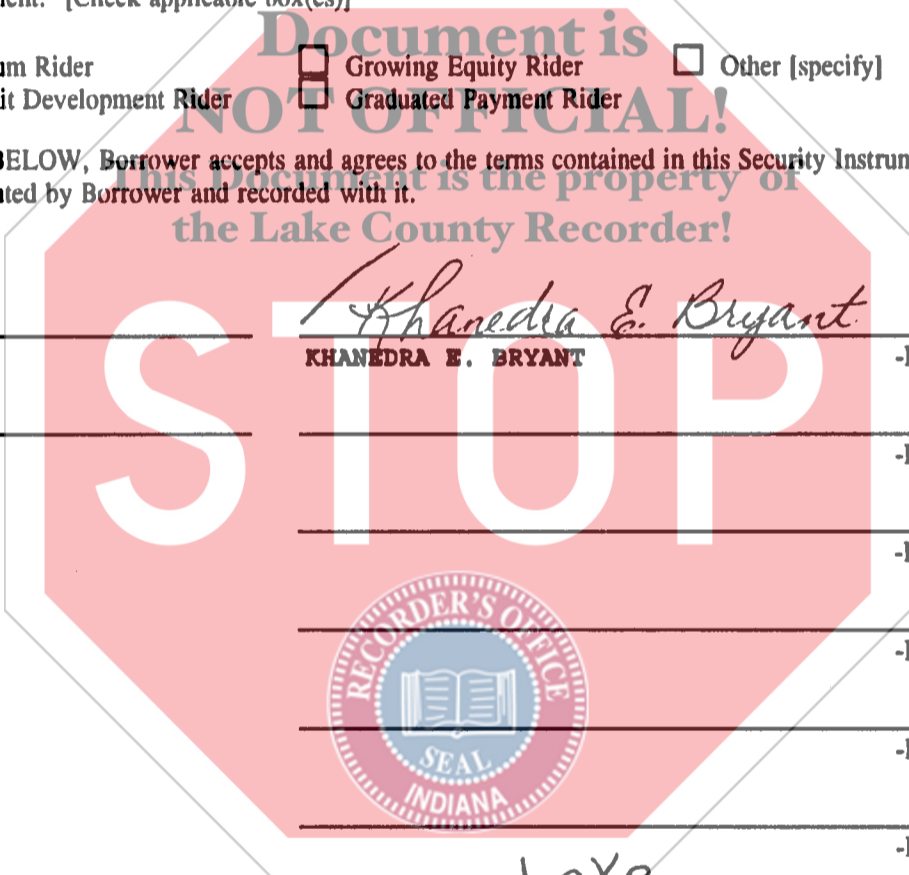 [Check applicable box(es)]
Document is
um Rider Growing Equity Rider Other [specify]
it Development Rider Graduated Payment Rider
NOT OFFICIAL!
BELOW, Borrower accepts and agrees to the terms contained in this Security Instrum
This Document is the property of
ted by Borrower and recorded with it.
the Lake County Recorder!
Khanedra E. Bryant
KHANEDRA E. BRYANT
STOP
RECORDER'S OFFICE
SEAL
INDIANA